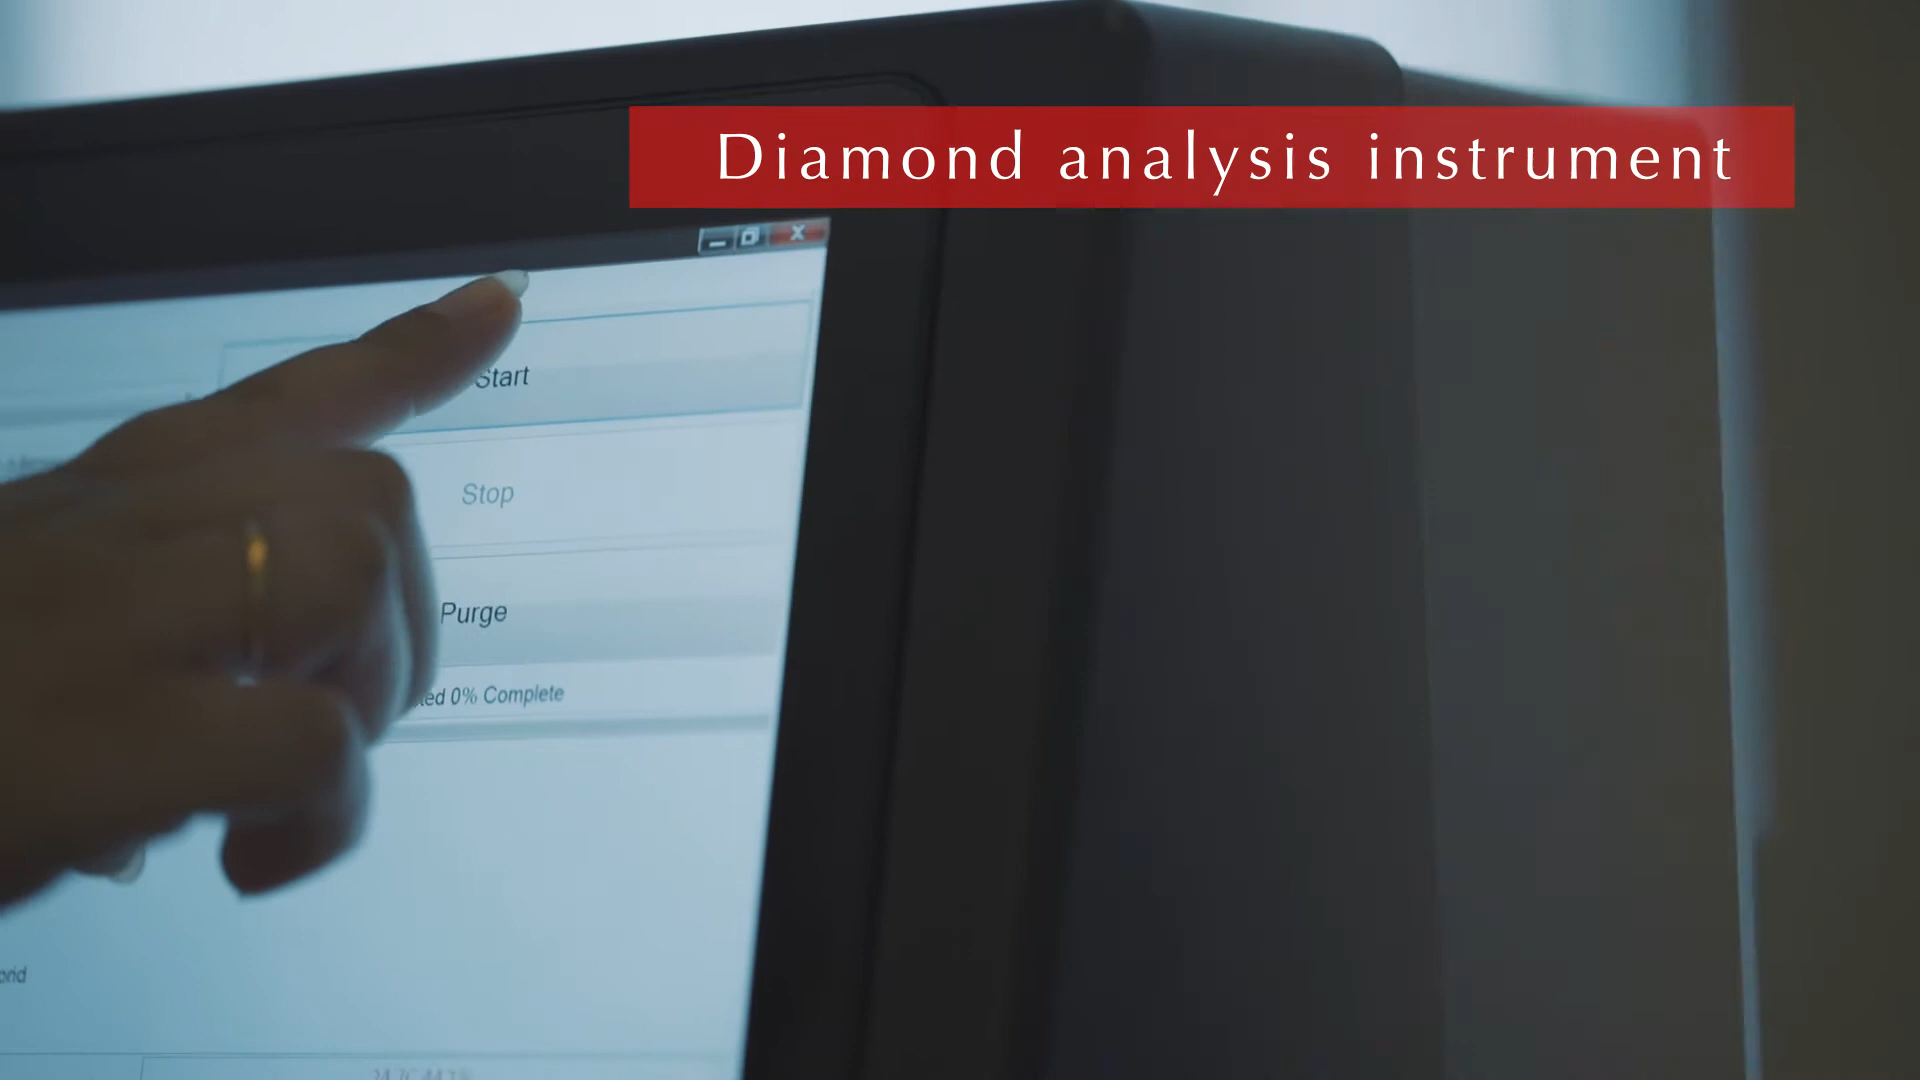 Diamond analysis instrument
X
Start
Stop
Purge
0% Complete